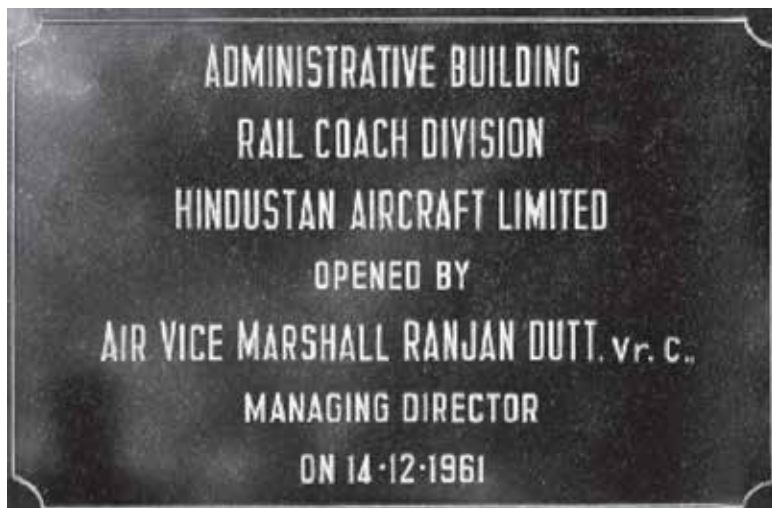 ADMINISTRATIVE BUILDING
RAIL COACH DIVISION
HINDUSTAN AIRCRAFT LIMITED
OPENED BY
AIR VICE MARSHALL RANJAN DUTT. Vr. C.,
MANAGING DIRECTOR
ON 14·12·1961